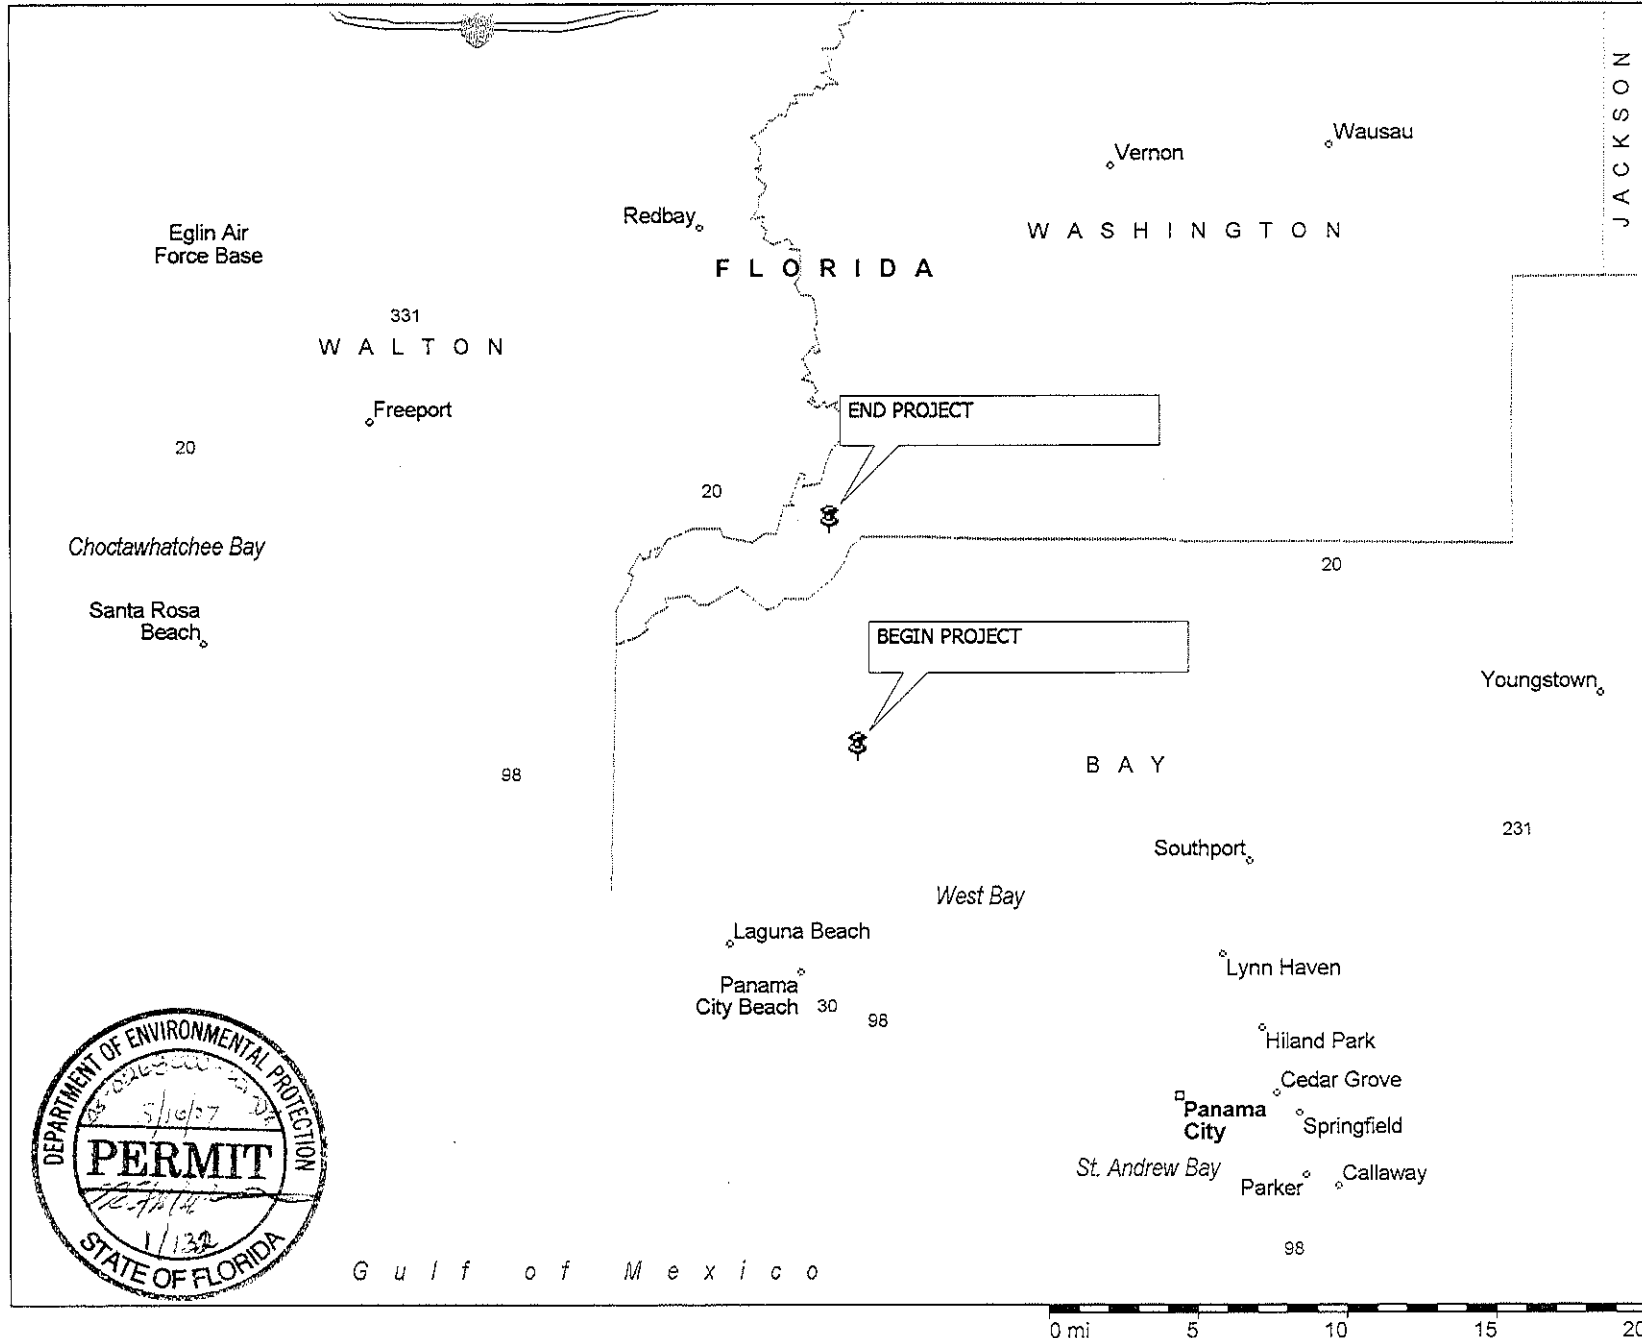 JACKSON
Wausau
Vernon
Redbay
WASHINGTON
Eglin Air
Force Base
FLORIDA
331
WALTON
END PROJECT
Freeport
20
20
Choctawhatchee Bay
20
Santa Rosa
Beach
BEGIN PROJECT
Youngstown
98
BAY
231
Southport
West Bay
Laguna Beach
Lynn Haven
Panama
City Beach
30
98
Hiland Park
Cedar Grove
Panama
City
Springfield
St. Andrew Bay
Parker
Callaway
98
DEPARTMENT OF ENVIRONMENTAL PROTECTION
PERMIT
1/132
STATE OF FLORIDA
Gulf of Mexico
0 mi 5 10 15 20